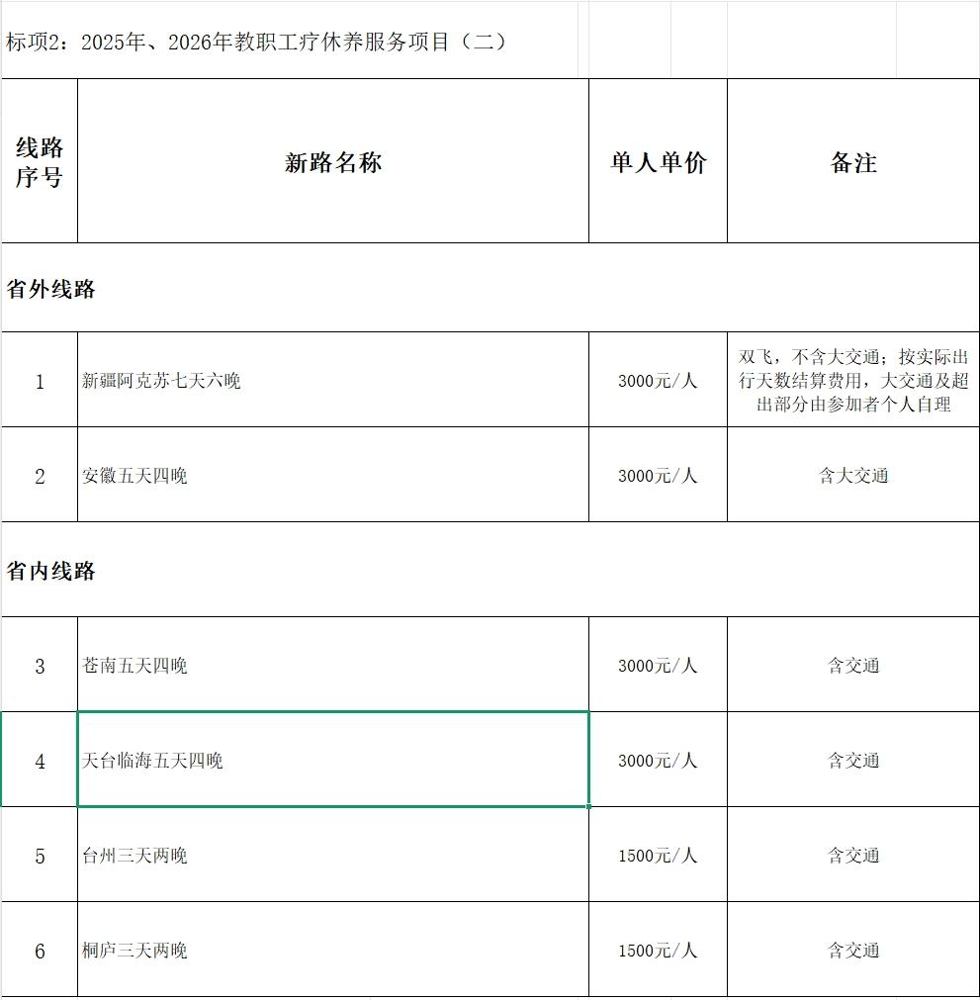 标项2：2025年、2026年教职工疗休养服务项目（二）
线路
序号
新路名称
单人单价
备注
省外线路
1
新疆阿克苏七天六晚
3000元/人
双飞，不含大交通；按实际出
行天数结算费用，大交通及超
出部分由参加者个人自理
2
安徽五天四晚
3000元/人
含大交通
省内线路
3
苍南五天四晚
3000元/人
含交通
4
天台临海五天四晚
3000元/人
含交通
5
台州三天两晚
1500元/人
含交通
6
桐庐三天两晚
1500元/人
含交通